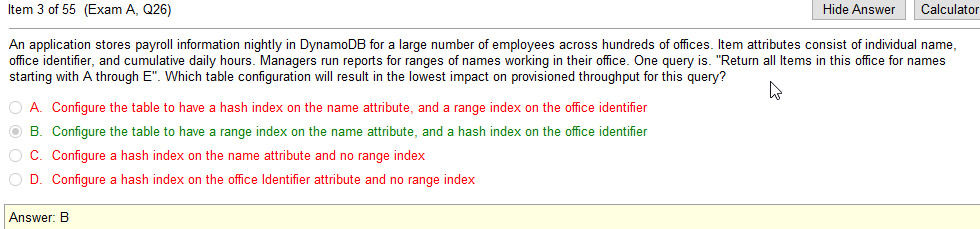 Item 3 of 55 (Exam A, Q26)
Hide Answer
Calculator
An application stores payroll information nightly in DynamoDB for a large number of employees across hundreds of offices. Item attributes consist of individual name,
office identifier, and cumulative daily hours. Managers run reports for ranges of names working in their office. One query is. "Return all Items in this office for names
starting with A through E". Which table configuration will result in the lowest impact on provisioned throughput for this query?
A. Configure the table to have a hash index on the name attribute, and a range index on the office identifier
B. Configure the table to have a range index on the name attribute, and a hash index on the office identifier
C. Configure a hash index on the name attribute and no range index
D. Configure a hash index on the office Identifier attribute and no range index
Answer: B